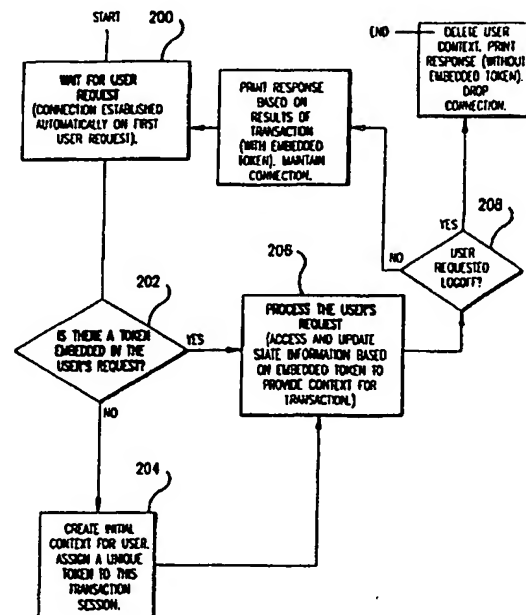 START
200
WAIT FOR USER
REQUEST
(CONNECTION ESTABLISHED
AUTOMATICALLY ON FIRST
USER REQUEST).
PRINT RESPONSE
BASED ON
RESULTS OF
TRANSACTION
(WITH EMBEDDED
TOKEN). MAINTAIN
CONNECTION.
END
DELETE USER
CONTEXT. PRINT
RESPONSE (WITHOUT
EMBEDDED TOKEN).
DROP
CONNECTION.
208
YES
NO
USER
REQUESTED
LOGOFF?
202
IS THERE A TOKEN
EMBEDDED IN THE
USER'S REQUEST?
YES
NO
206
PROCESS THE USER'S
REQUEST
(ACCESS AND UPDATE
STATE INFORMATION BASED
ON EMBEDDED TOKEN TO
PROVIDE CONTEXT FOR
TRANSACTION.)
204
CREATE INITIAL
CONTEXT FOR USER.
ASSIGN A UNIQUE
TOKEN TO THIS
TRANSACTION
SESSION.